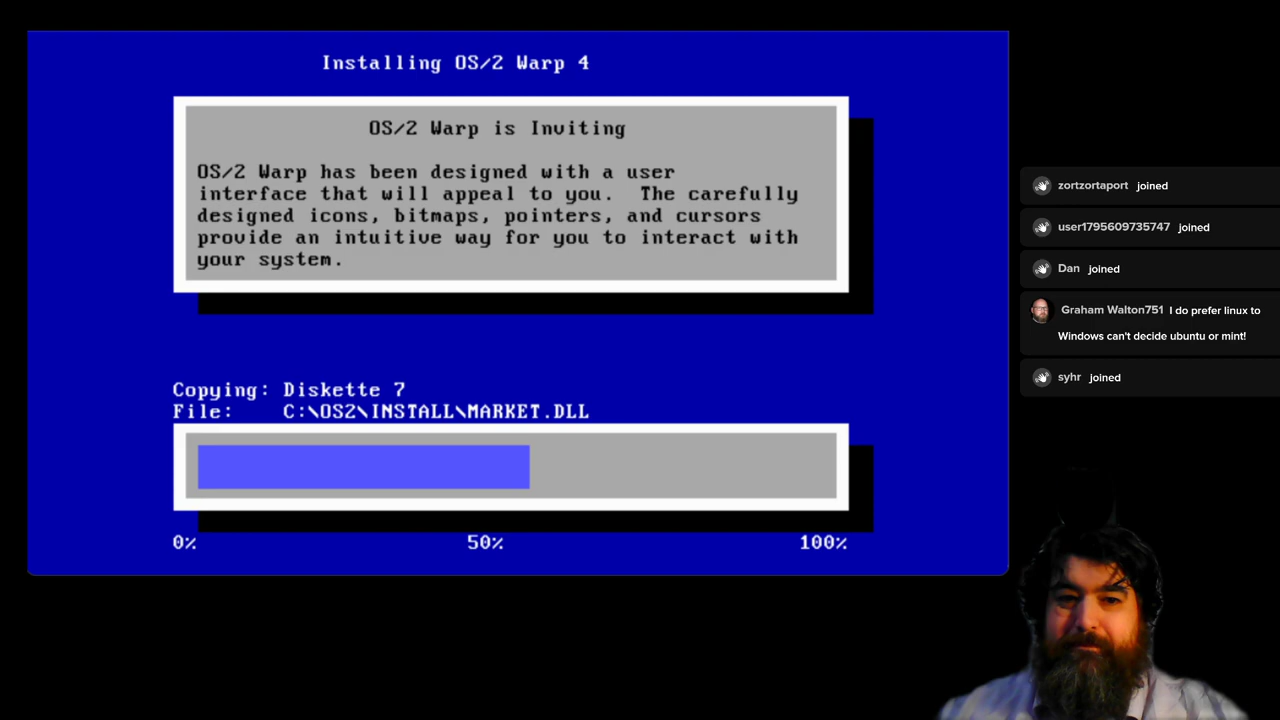 Installing OS/2 Warp 4
OS/2 Warp is Inviting
OS/2 Warp has been designed with a user
interface that will appeal to you.  The carefully
designed icons, bitmaps, pointers, and cursors
provide an intuitive way for you to interact with
your system.
Copying: Diskette 7
File:    C:\OS2\INSTALL\MARKET.DLL
0% 50% 100%
zortzortaport joined
user1795609735747 joined
Dan joined
Graham Walton751 I do prefer linux to
Windows can't decide ubuntu or mint!
syhr joined